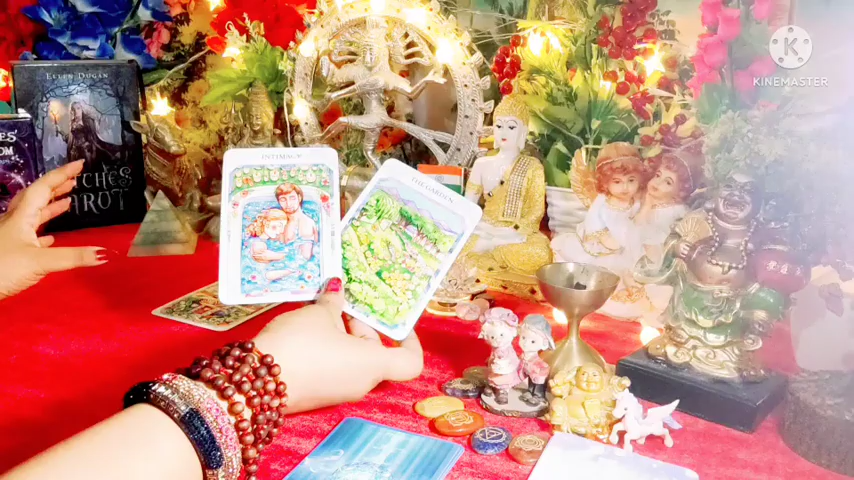 KINEMASTER
ELLEN DUGAN
WITCHES
TAROT
INTIMACY
THE GARDEN